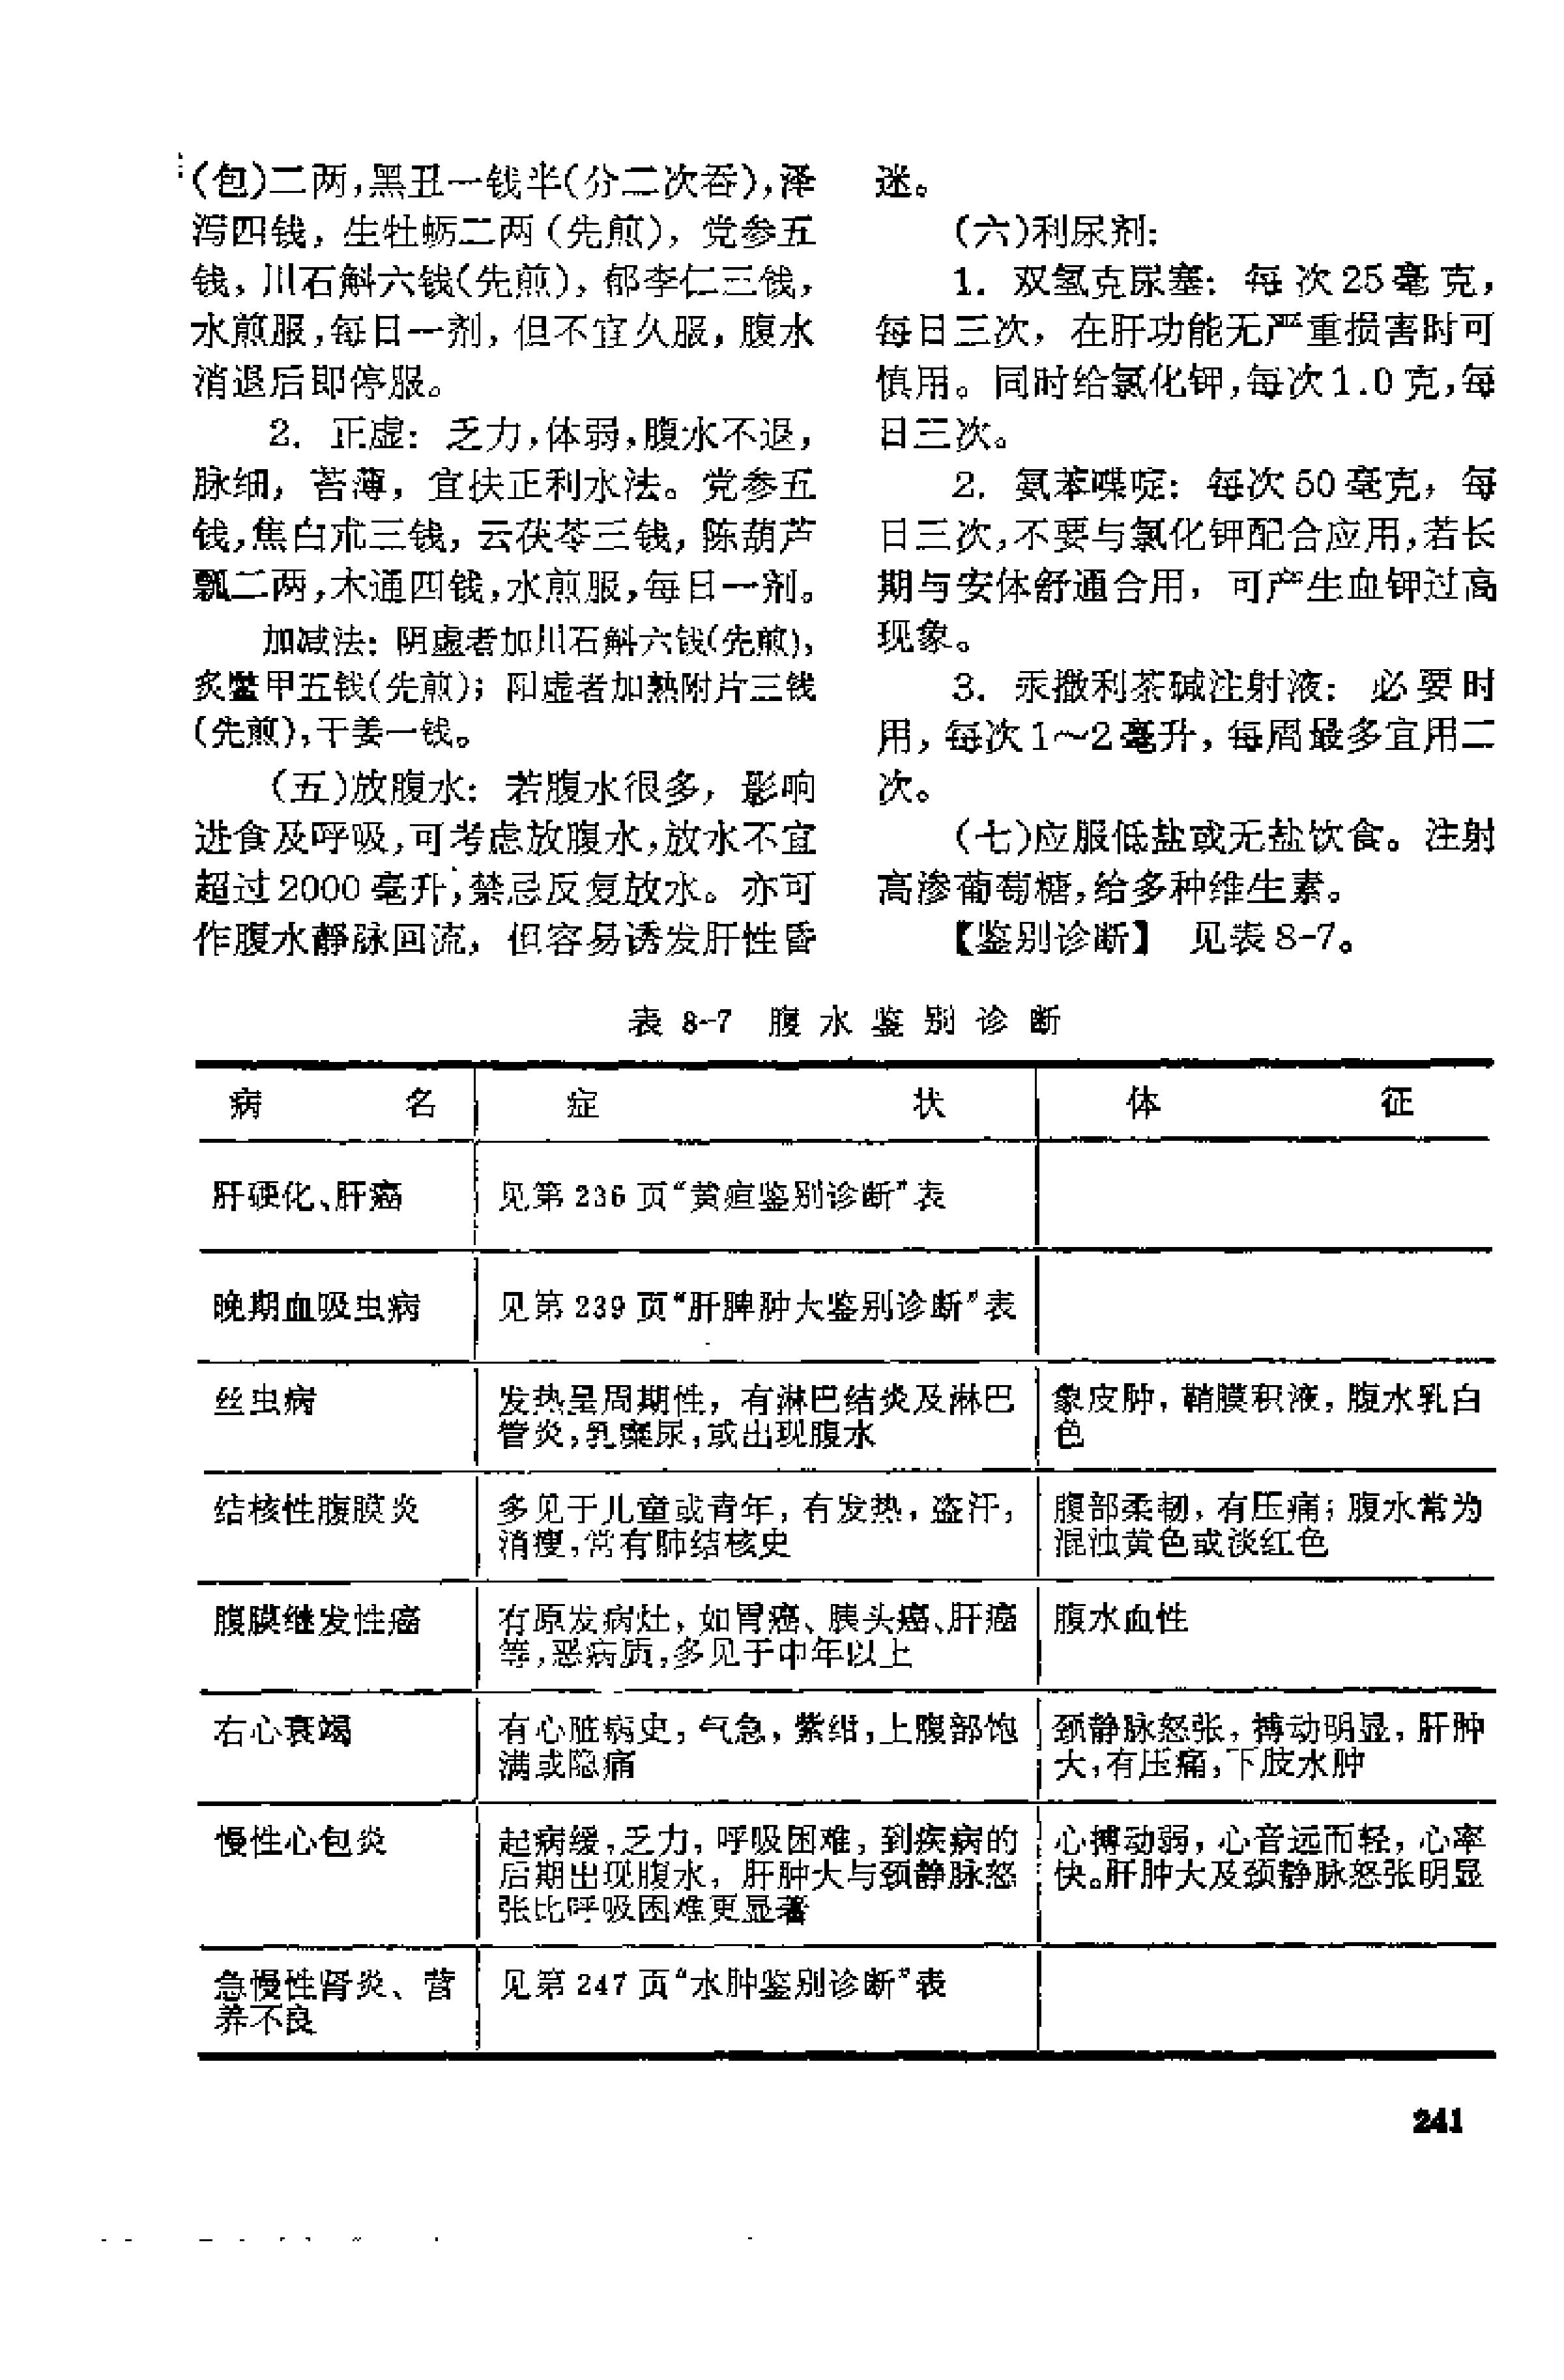 (包)二两,黑丑一钱半(分二次吞),泽
泻四钱，生牡蛎二两(先煎)，党参五
钱，川石斛六钱(先煎)，郁李仁三钱，
水煎服,每日一剂，但不宜久服，腹水
消退后即停服。
2. 正虚：乏力,体弱,腹水不退，
脉细，苔薄，宜扶正利水法。党参五
钱,焦白朮三钱，云茯苓三钱，陈葫芦
瓢二两,木通四钱,水煎服,每日一剂。
加减法：阴虚者加川石斛六钱(先煎)，
炙鳖甲五钱(先煎)；阳虚者加熟附片三钱
(先煎),干姜一钱。
(五)放腹水：若腹水很多，影响
进食及呼吸,可考虑放腹水,放水不宜
超过2000毫升,禁忌反复放水。亦可
作腹水静脉回流，但容易诱发肝性昏
迷。
(六)利尿剂：
1. 双氢克尿塞：每次25毫克，
每日三次，在肝功能无严重损害时可
慎用。同时给氯化钾,每次1.0克,每
日三次。
2. 氨苯喋啶：每次50毫克，每
日三次,不要与氯化钾配合应用,若长
期与安体舒通合用，可产生血钾过高
现象。
3. 汞撒利茶碱注射液：必要时
用，每次1～2毫升，每周最多宜用二
次。
(七)应服低盐或无盐饮食。注射
高渗葡萄糖,给多种维生素。
【鉴别诊断】 见表8-7。
表 8-7 腹水鉴别诊断
病名 症状 体征
肝硬化、肝癌 见第236页“黄疸鉴别诊断”表
晚期血吸虫病 见第239页“肝脾肿大鉴别诊断”表
丝虫病 发热呈周期性，有淋巴结炎及淋巴 象皮肿，鞘膜积液，腹水乳白
管炎,乳糜尿,或出现腹水 色
结核性腹膜炎 多见于儿童或青年，有发热，盗汗， 腹部柔韧，有压痛；腹水常为
消瘦,常有肺结核史 混浊黄色或淡红色
腹膜继发性癌 有原发病灶，如胃癌、胰头癌、肝癌 腹水血性
等,恶病质,多见于中年以上
右心衰竭 有心脏病史，气急，紫绀,上腹部饱 颈静脉怒张，搏动明显，肝肿
满或隐痛 大,有压痛,下肢水肿
慢性心包炎 起病缓,乏力，呼吸困难，到疾病的 心搏动弱，心音远而轻，心率
后期出现腹水，肝肿大与颈静脉怒 快。肝肿大及颈静脉怒张明显
张比呼吸困难更显著
急慢性肾炎、营 见第247页“水肿鉴别诊断”表
养不良
241